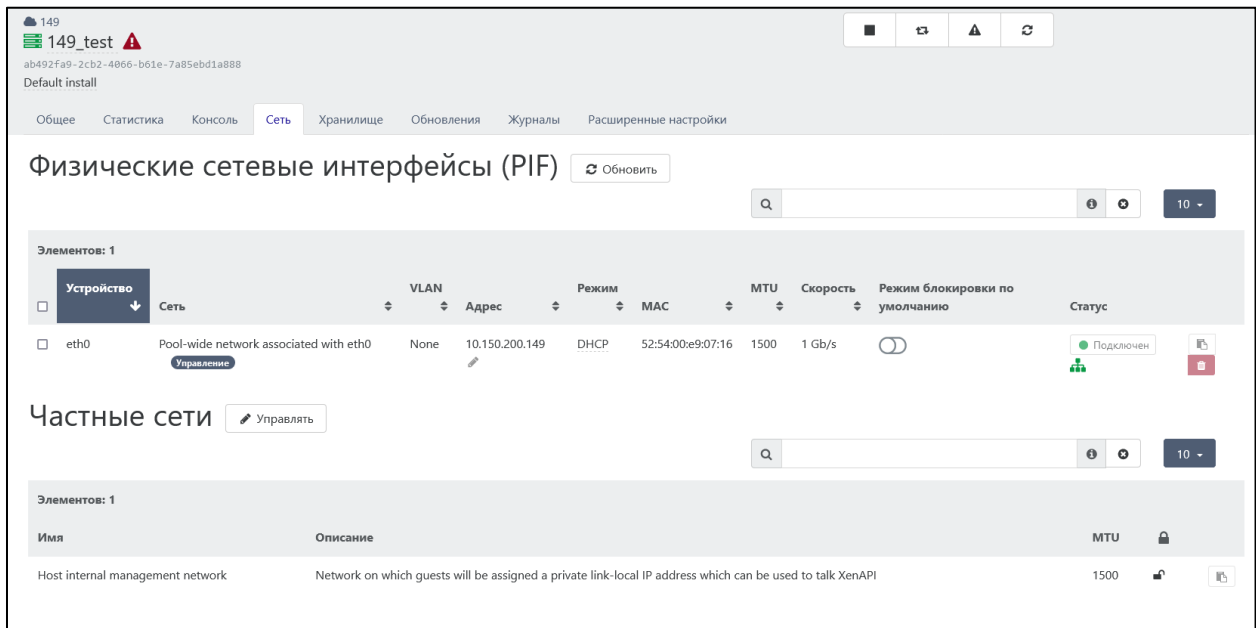 149
149_test
ab492fa9-2cb2-4066-b61e-7a85ebd1a888
Default install
Общее Статистика Консоль Сеть Хранилище Обновления Журналы Расширенные настройки
Физические сетевые интерфейсы (PIF) Обновить
10
Элементов: 1
Устройство Сеть VLAN Адрес Режим MAC MTU Скорость Режим блокировки по умолчанию Статус
eth0 Pool-wide network associated with eth0 None 10.150.200.149 DHCP 52:54:00:e9:07:16 1500 1 Gb/s Подключен
Управление
Частные сети Управлять
10
Элементов: 1
Имя Описание MTU
Host internal management network Network on which guests will be assigned a private link-local IP address which can be used to talk XenAPI 1500